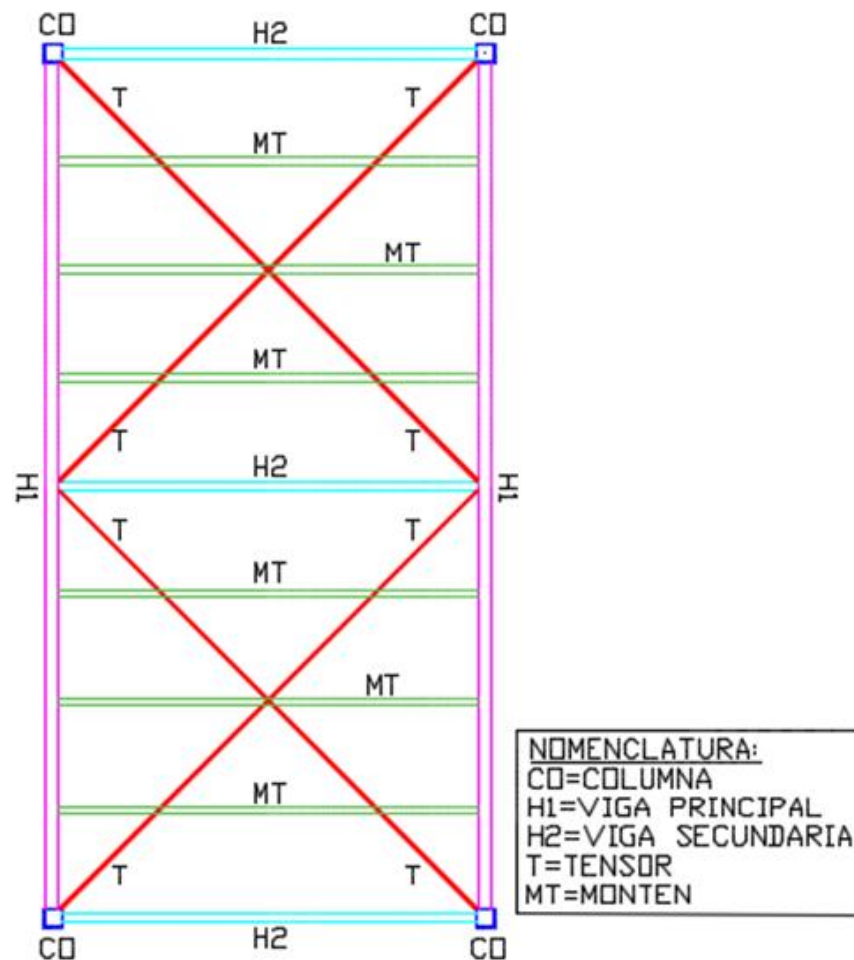 CO CO
H2
T T
MT
MT
MT
T T
H2
H1 H1
T T
MT
MT
MT
T T
CO H2 CO
NOMENCLATURA:
CO=COLUMNA
H1=VIGA PRINCIPAL
H2=VIGA SECUNDARIA
T=TENSOR
MT=MONTEN